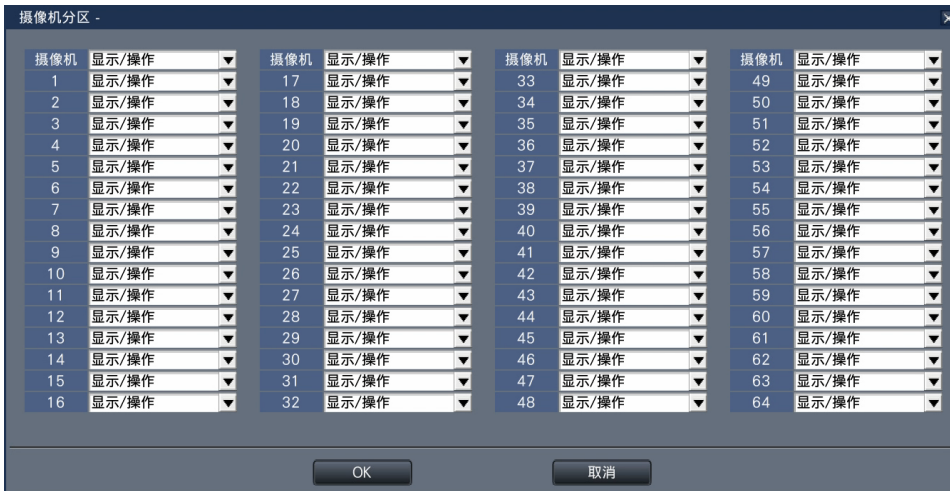 摄像机分区 -
摄像机 显示/操作 摄像机 显示/操作 摄像机 显示/操作 摄像机 显示/操作
1 显示/操作 17 显示/操作 33 显示/操作 49 显示/操作
2 显示/操作 18 显示/操作 34 显示/操作 50 显示/操作
3 显示/操作 19 显示/操作 35 显示/操作 51 显示/操作
4 显示/操作 20 显示/操作 36 显示/操作 52 显示/操作
5 显示/操作 21 显示/操作 37 显示/操作 53 显示/操作
6 显示/操作 22 显示/操作 38 显示/操作 54 显示/操作
7 显示/操作 23 显示/操作 39 显示/操作 55 显示/操作
8 显示/操作 24 显示/操作 40 显示/操作 56 显示/操作
9 显示/操作 25 显示/操作 41 显示/操作 57 显示/操作
10 显示/操作 26 显示/操作 42 显示/操作 58 显示/操作
11 显示/操作 27 显示/操作 43 显示/操作 59 显示/操作
12 显示/操作 28 显示/操作 44 显示/操作 60 显示/操作
13 显示/操作 29 显示/操作 45 显示/操作 61 显示/操作
14 显示/操作 30 显示/操作 46 显示/操作 62 显示/操作
15 显示/操作 31 显示/操作 47 显示/操作 63 显示/操作
16 显示/操作 32 显示/操作 48 显示/操作 64 显示/操作
OK 取消